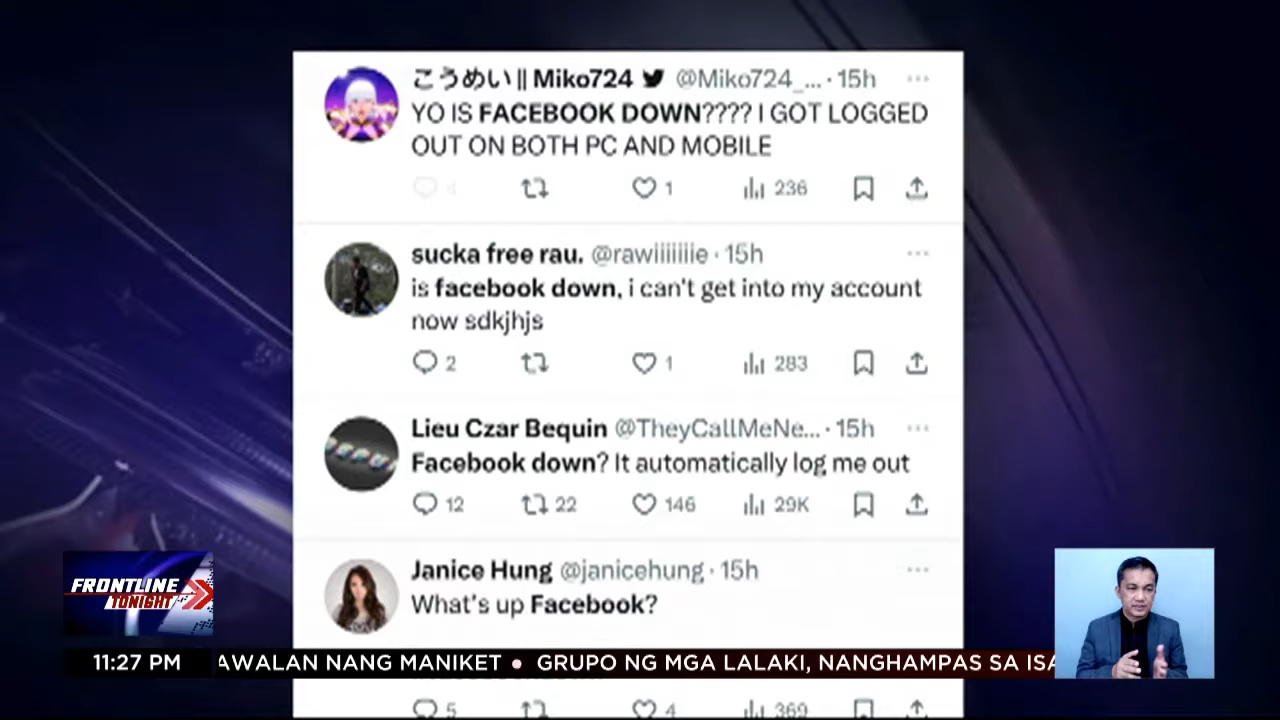 こうめい || Miko724 @Miko724_... · 15h
YO IS FACEBOOK DOWN???? I GOT LOGGED
OUT ON BOTH PC AND MOBILE
4 1 236
sucka free rau. @rawiiiiiiie · 15h
is facebook down, i can't get into my account
now sdkjhjs
2 1 283
Lieu Czar Bequin @TheyCallMeNe... · 15h
Facebook down? It automatically log me out
12 22 146 29K
Janice Hung @janicehung · 15h
What's up Facebook?
5 4 369
FRONTLINE
TONIGHT
11:27 PM AWALAN NANG MANIKET • GRUPO NG MGA LALAKI, NANGHAMPAS SA ISA